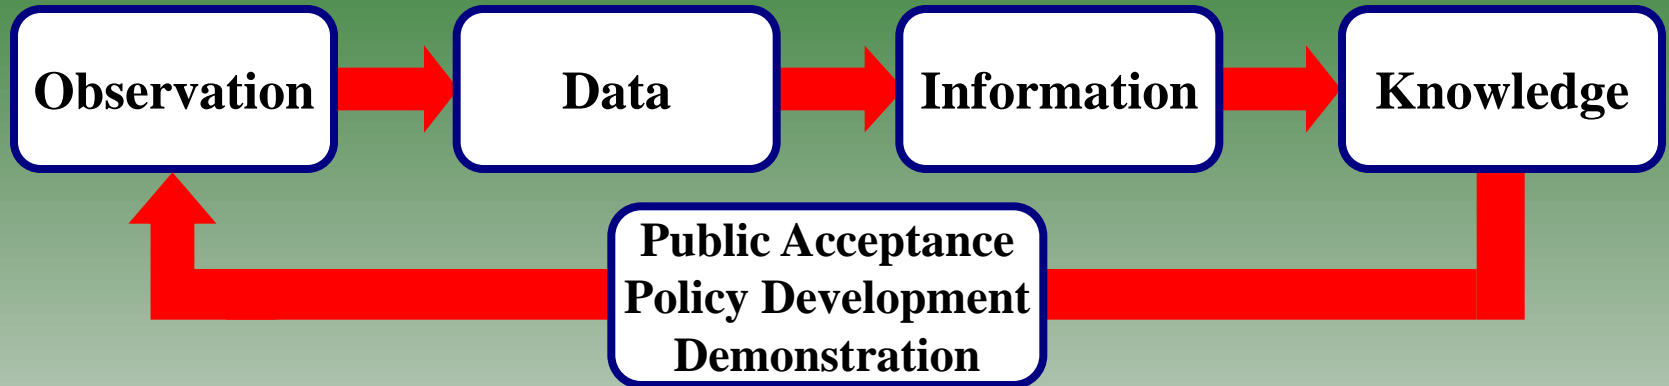 Observation
Data
Information
Knowledge
Public Acceptance
Policy Development
Demonstration